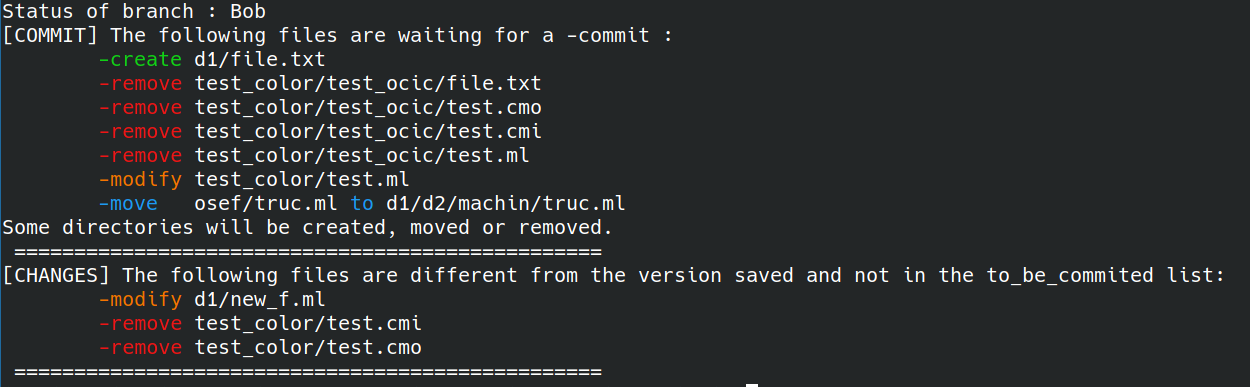 Status of branch : Bob
[COMMIT] The following files are waiting for a -commit :
        -create d1/file.txt
        -remove test_color/test_ocic/file.txt
        -remove test_color/test_ocic/test.cmo
        -remove test_color/test_ocic/test.cmi
        -remove test_color/test_ocic/test.ml
        -modify test_color/test.ml
        -move   osef/truc.ml to d1/d2/machin/truc.ml
Some directories will be created, moved or removed.
 =================================================
[CHANGES] The following files are different from the version saved and not in the to_be_commited list:
        -modify d1/new_f.ml
        -remove test_color/test.cmi
        -remove test_color/test.cmo
 =================================================